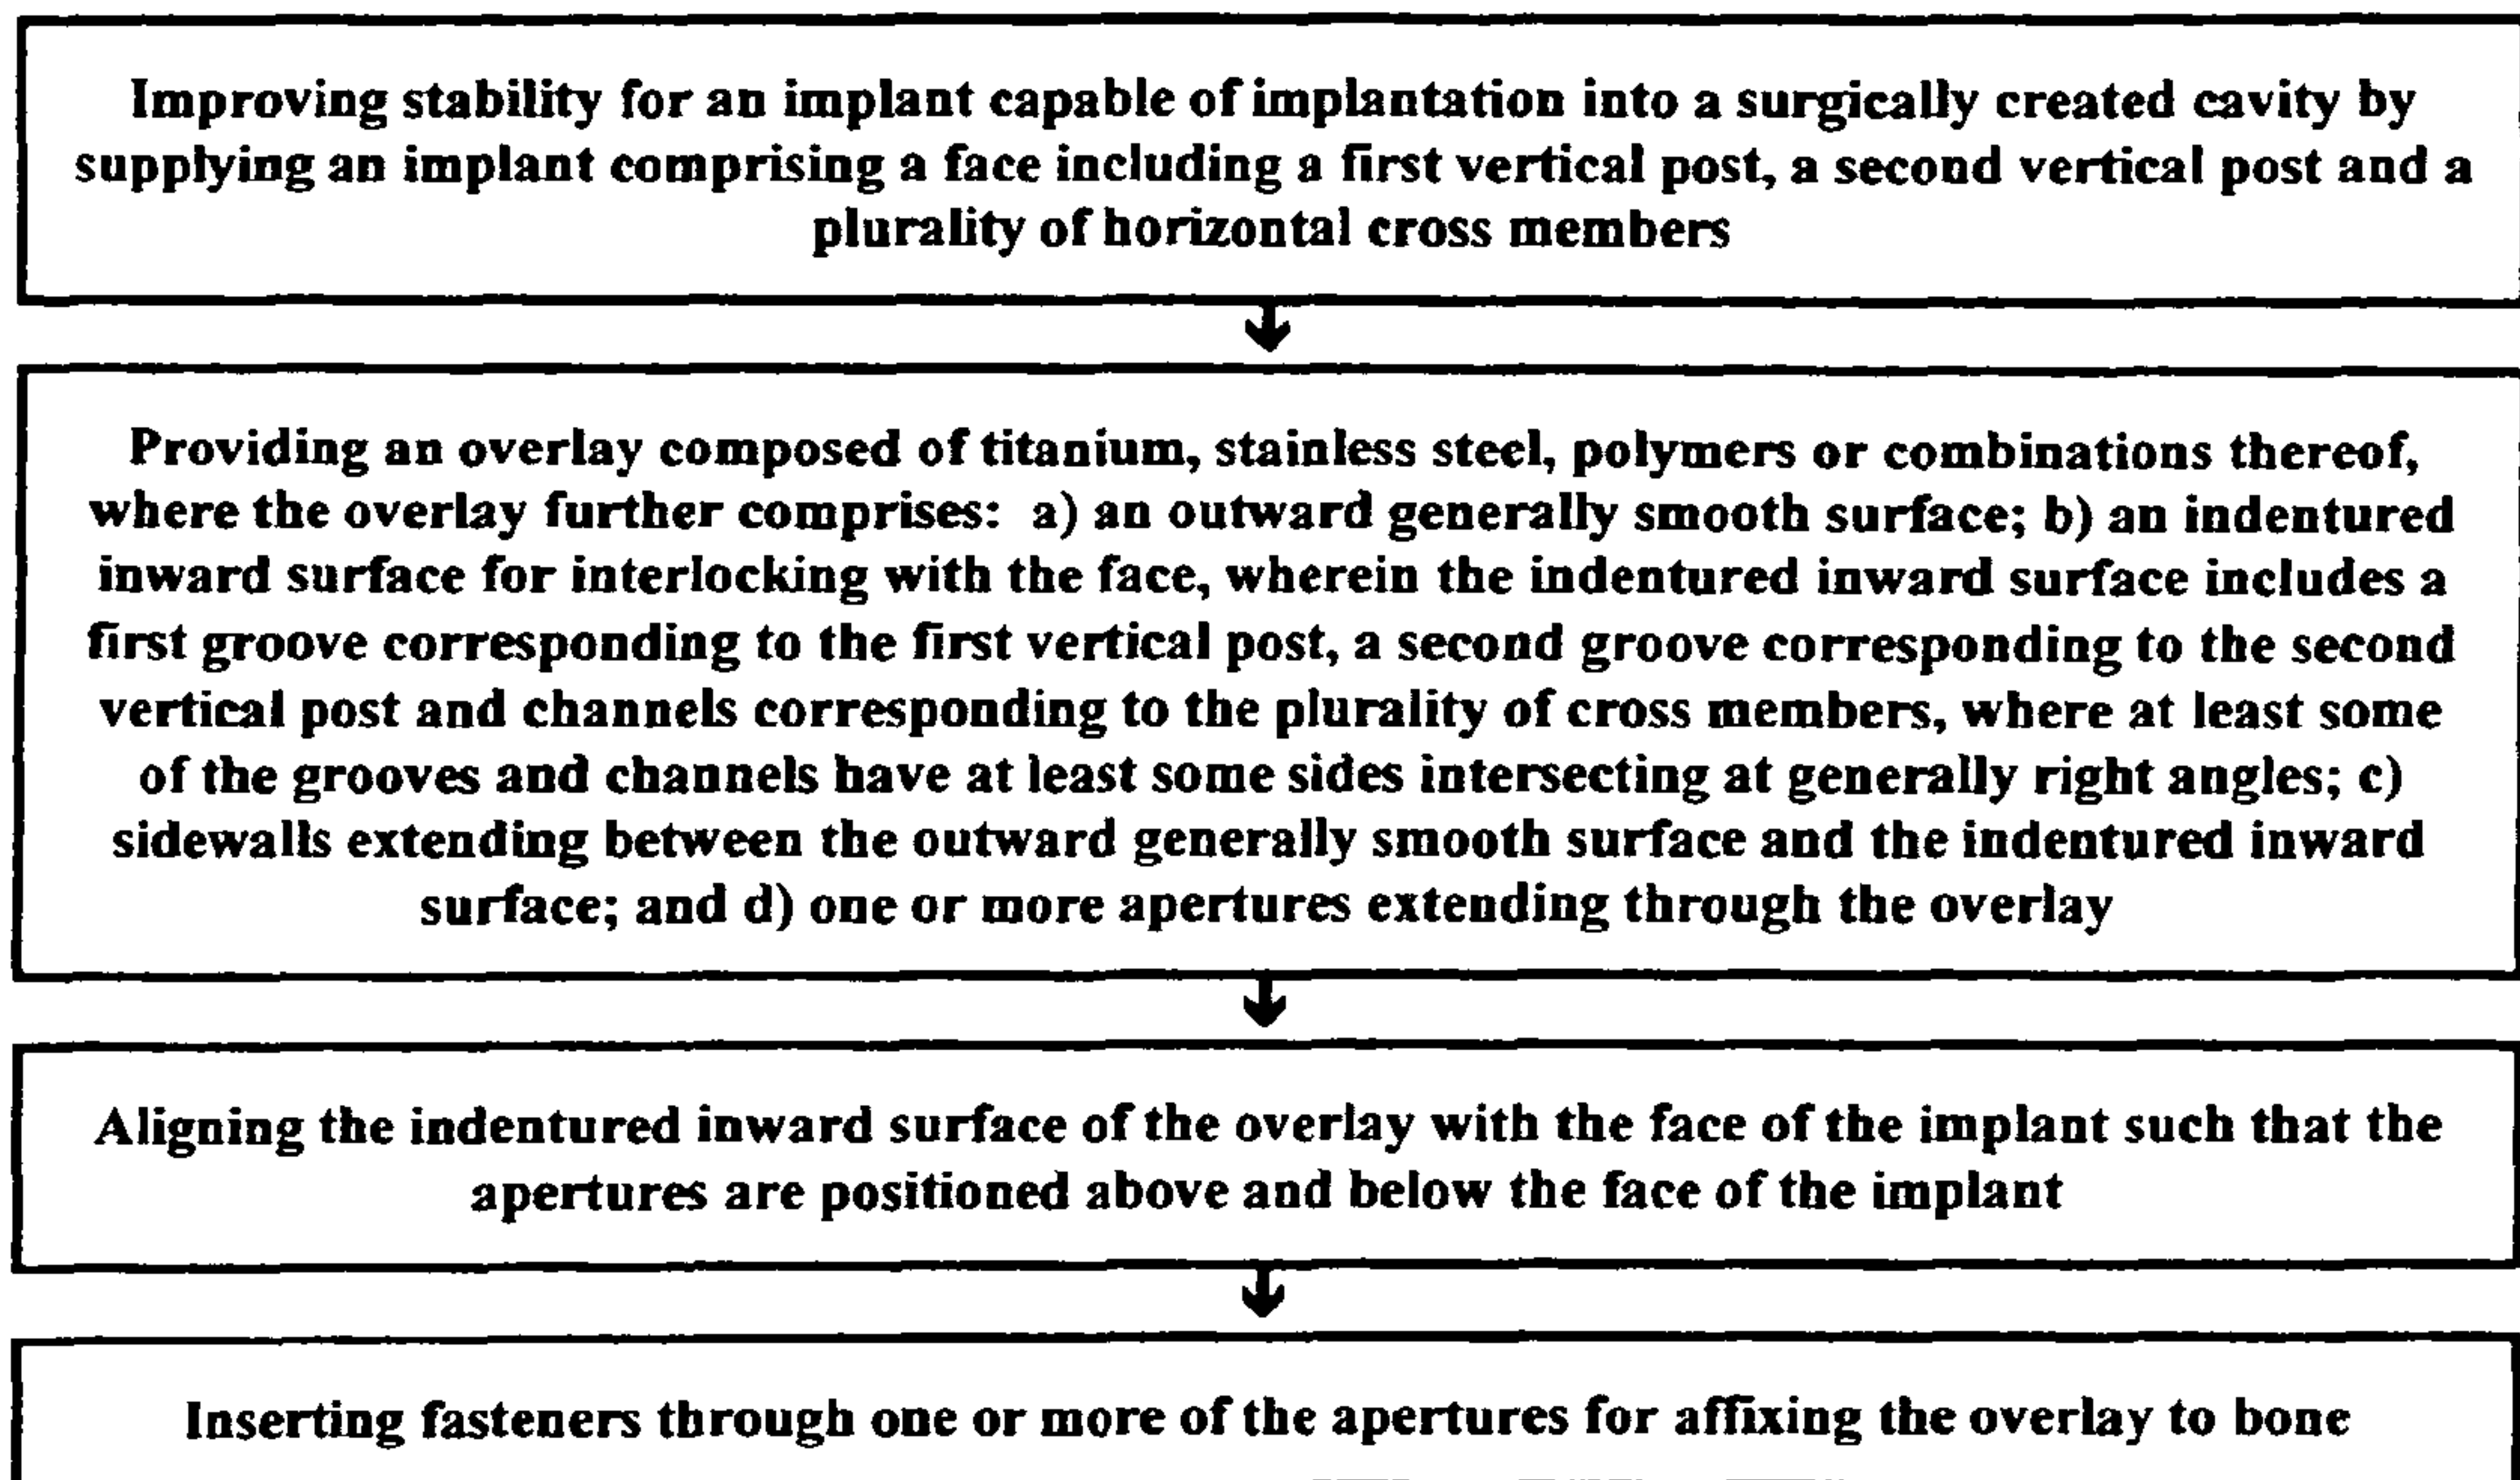 Improving stability for an implant capable of implantation into a surgically created cavity by
supplying an implant comprising a face including a first vertical post, a second vertical post and a
plurality of horizontal cross members
Providing an overlay composed of titanium, stainless steel, polymers or combinations thereof,
where the overlay further comprises: a) an outward generally smooth surface; b) an indentured
inward surface for interlocking with the face, wherein the indentured inward surface includes a
first groove corresponding to the first vertical post, a second groove corresponding to the second
vertical post and channels corresponding to the plurality of cross members, where at least some
of the grooves and channels have at least some sides intersecting at generally right angles; c)
sidewalls extending between the outward generally smooth surface and the indentured inward
surface; and d) one or more apertures extending through the overlay
Aligning the indentured inward surface of the overlay with the face of the implant such that the
apertures are positioned above and below the face of the implant
Inserting fasteners through one or more of the apertures for affixing the overlay to bone